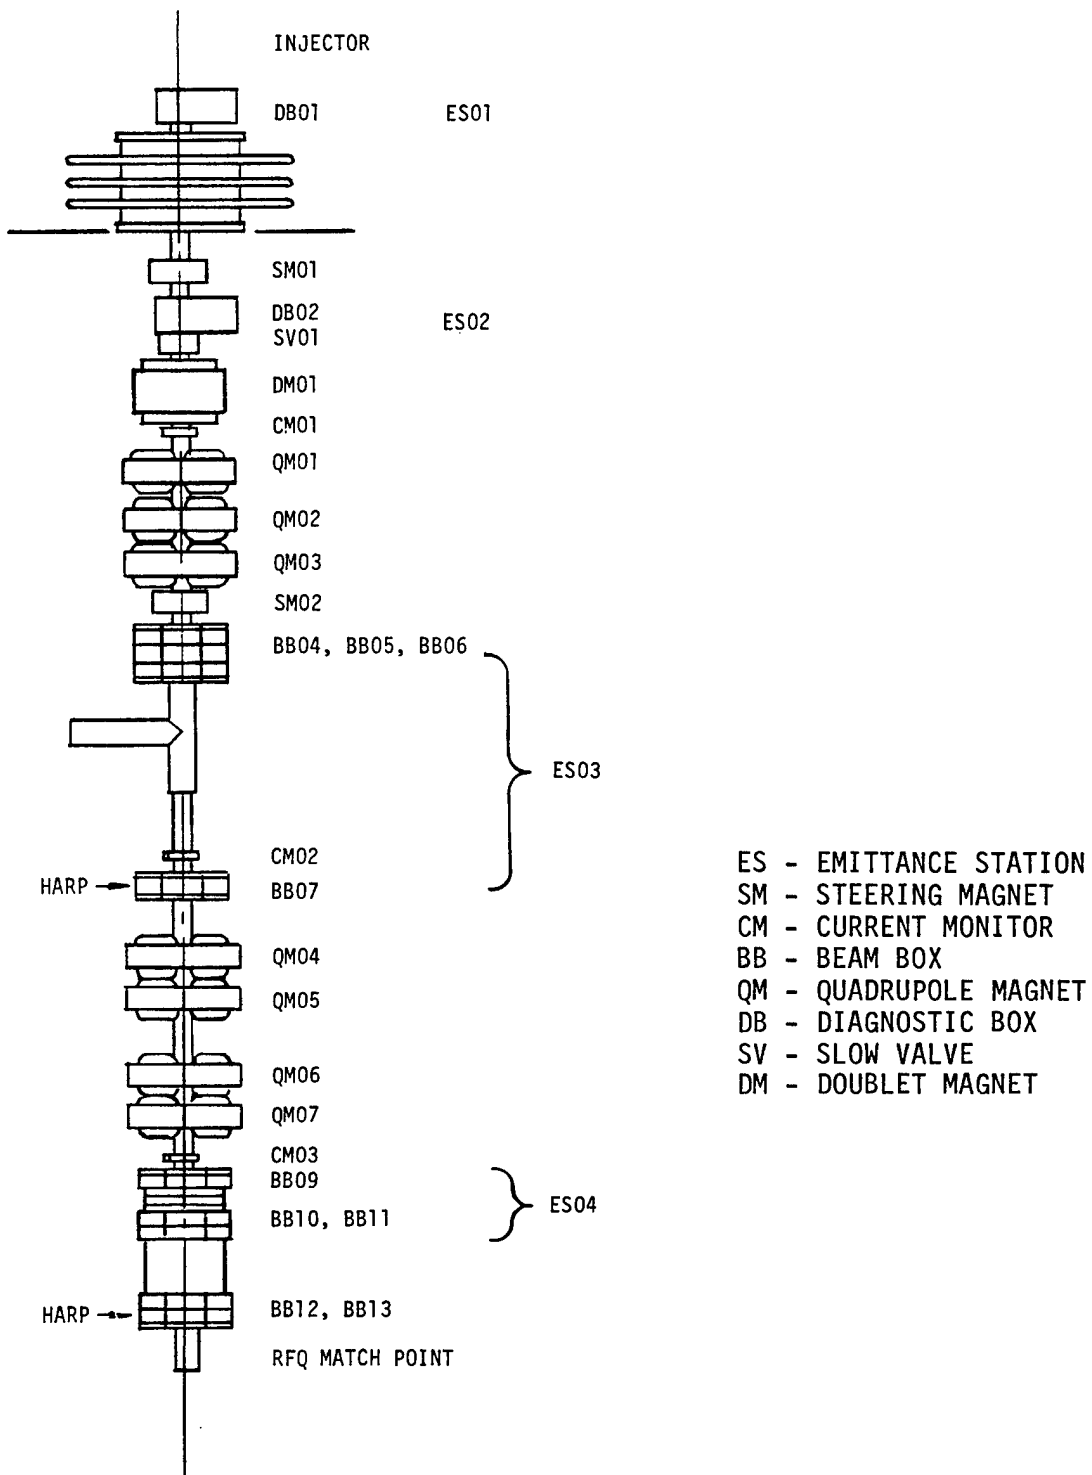 INJECTOR
DB01 ES01
SM01
DB02
ES02
SV01
DM01
CM01
QM01
QM02
QM03
SM02
BB04, BB05, BB06
ES03
CM02
HARP
BB07
QM04
QM05
QM06
QM07
CM03
BB09
ES04
BB10, BB11
HARP
BB12, BB13
RFQ MATCH POINT
ES - EMITTANCE STATION
SM - STEERING MAGNET
CM - CURRENT MONITOR
BB - BEAM BOX
QM - QUADRUPOLE MAGNET
DB - DIAGNOSTIC BOX
SV - SLOW VALVE
DM - DOUBLET MAGNET